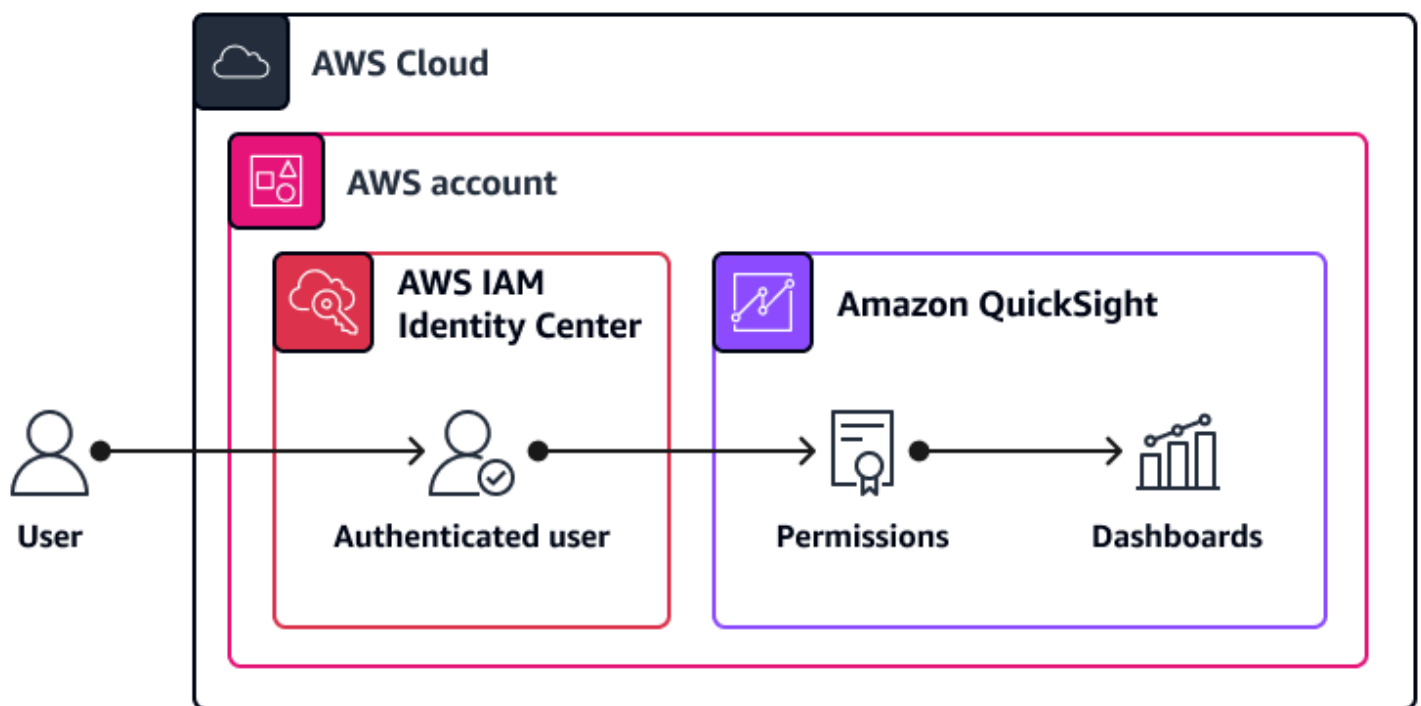 AWS Cloud
AWS account
AWS IAM
Identity Center
Amazon QuickSight
User
Authenticated user
Permissions
Dashboards